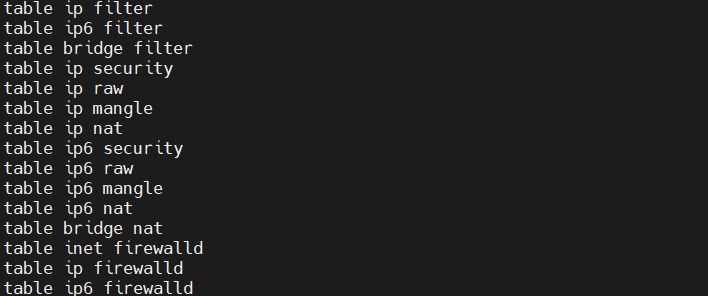 table ip filter
table ip6 filter
table bridge filter
table ip security
table ip raw
table ip mangle
table ip nat
table ip6 security
table ip6 raw
table ip6 mangle
table ip6 nat
table bridge nat
table inet firewalld
table ip firewalld
table ip6 firewalld